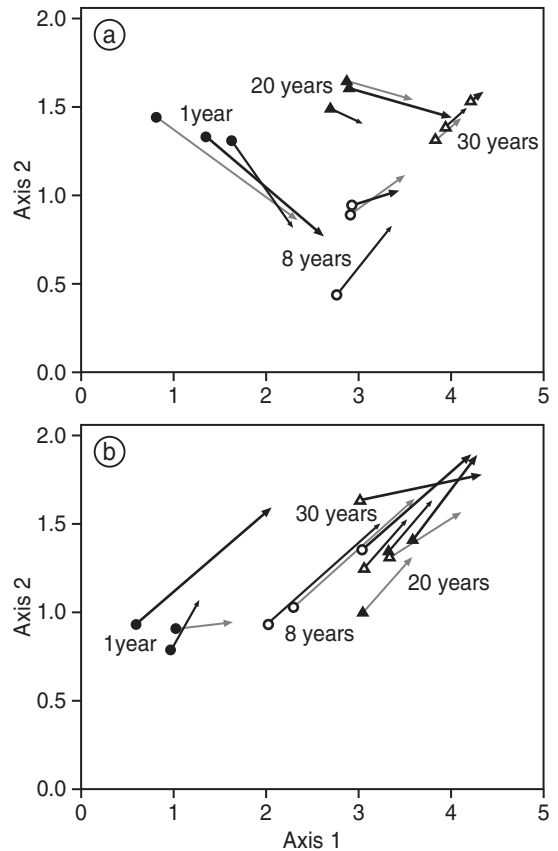 a
2.0
1.5
1.0
0.5
0.0
Axis 2
20 years
1year
30 years
8 years
0 1 2 3 4 5
b
2.0
1.5
1.0
0.5
0.0
Axis 2
30 years
20 years
8 years
1year
0 1 2 3 4 5
Axis 1